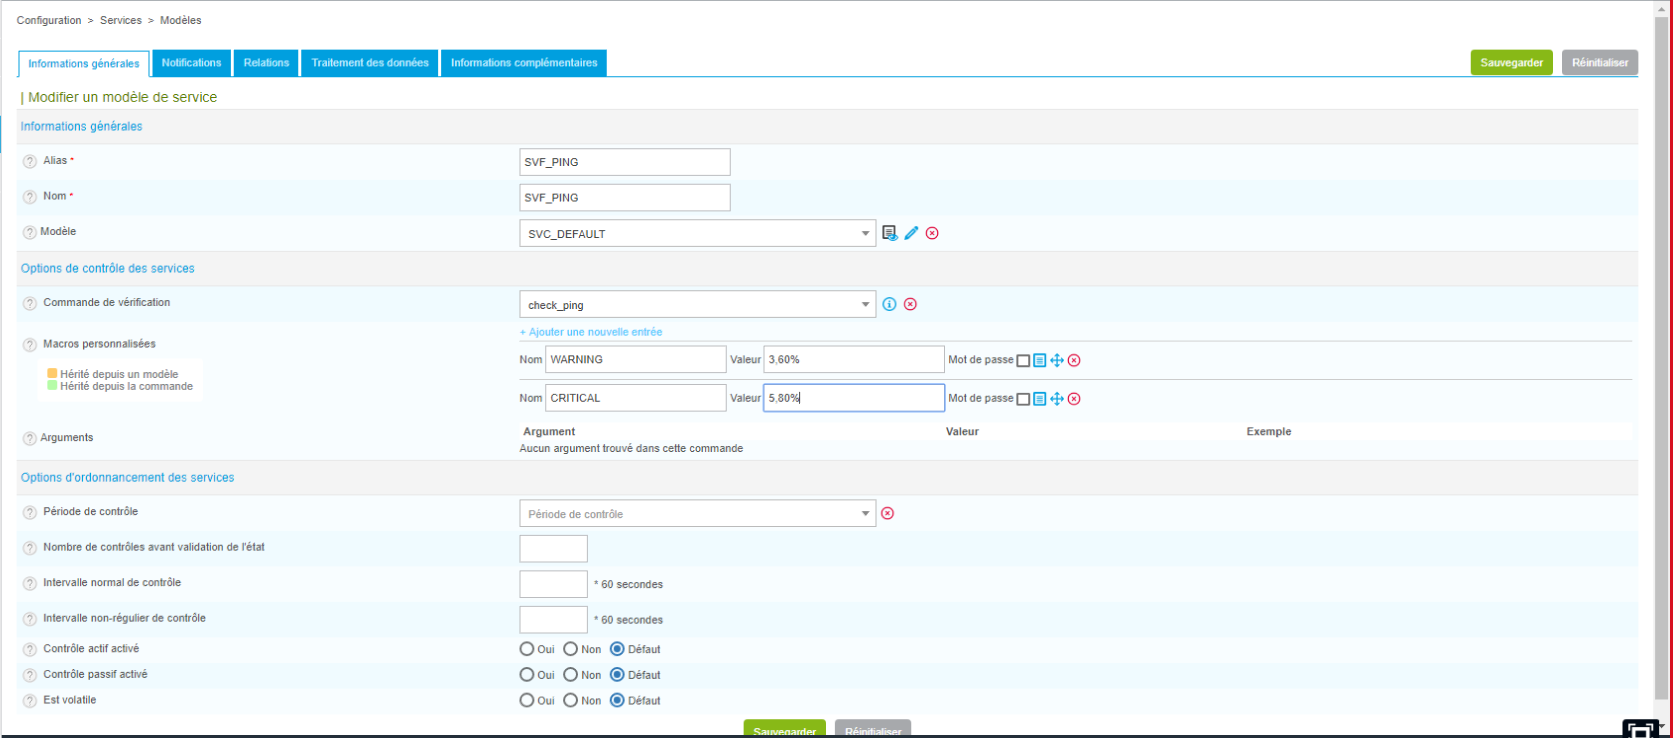 Configuration > Services > Modèles
Informations générales Notifications Relations Traitement des données Informations complémentaires Sauvegarder Réinitialiser
| Modifier un modèle de service
Informations générales
? Alias * SVF_PING
? Nom * SVF_PING
? Modèle SVC_DEFAULT
Options de contrôle des services
? Commande de vérification check_ping
+ Ajouter une nouvelle entrée
? Macros personnalisées
Nom WARNING Valeur 3,60% Mot de passe
Hérité depuis un modèle
Hérité depuis la commande
Nom CRITICAL Valeur 5,80% Mot de passe
? Arguments Argument Valeur Exemple
Aucun argument trouvé dans cette commande
Options d'ordonnancement des services
? Période de contrôle Période de contrôle
? Nombre de contrôles avant validation de l'état
? Intervalle normal de contrôle * 60 secondes
? Intervalle non-régulier de contrôle * 60 secondes
? Contrôle actif activé Oui Non Défaut
? Contrôle passif activé Oui Non Défaut
? Est volatile Oui Non Défaut
Sauvegarder Réinitialiser